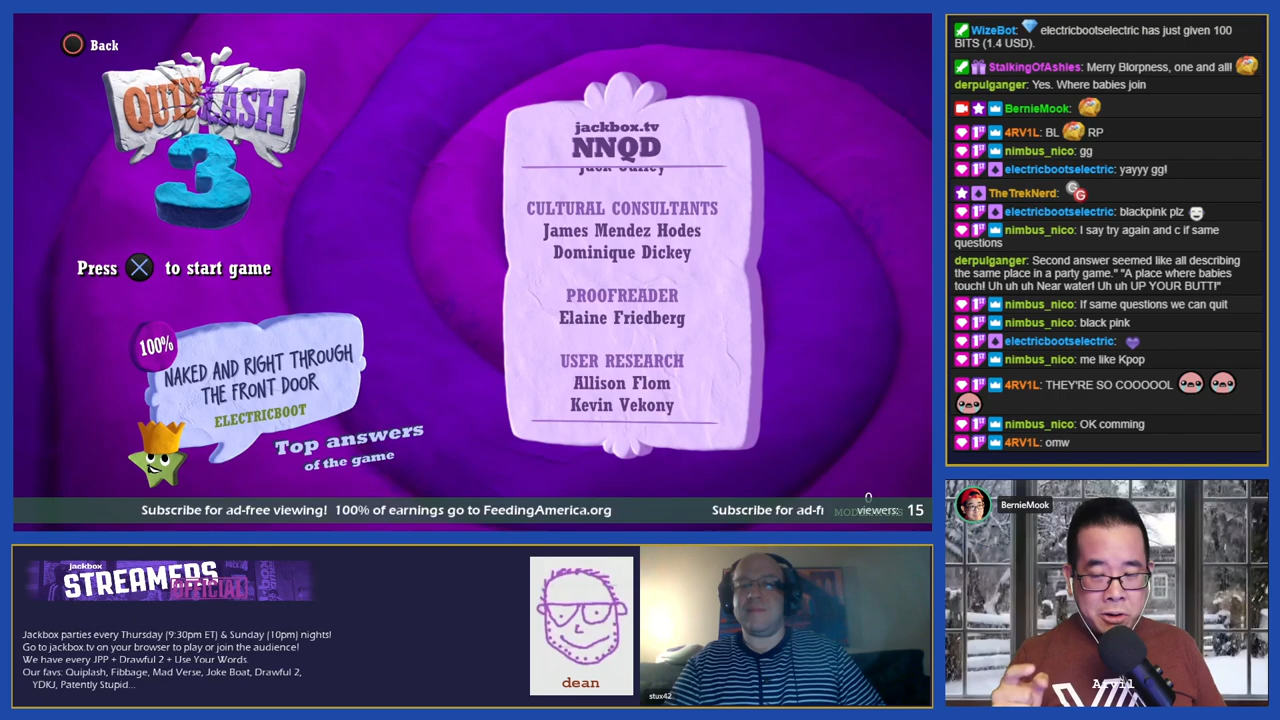 Back
QUIPLASH
3
Press to start game
100%
NAKED AND RIGHT THROUGH
THE FRONT DOOR
ELECTRICBOOT
Top answers
of the game
jackbox.tv
NNQD
CULTURAL CONSULTANTS
James Mendez Hodes
Dominique Dickey
PROOFREADER
Elaine Friedberg
USER RESEARCH
Allison Flom
Kevin Vekony
Subscribe for ad-free viewing! 100% of earnings go to FeedingAmerica.org
Subscribe for ad-fr
0
viewers: 15
jackbox
STREAMERS
OFFICIAL
Jackbox parties every Thursday (9:30pm ET) & Sunday (10pm) nights!
Go to jackbox.tv on your browser to play or join the audience!
We have every JPP + Drawful 2 + Use Your Words.
Our favs: Quiplash, Fibbage, Mad Verse, Joke Boat, Drawful 2,
YDKJ, Patently Stupid...
dean
stux42
WizeBot: electricbootselectric has just given 100
BITS (1.4 USD).
StalkingOfAshles: Merry Blorpness, one and all!
derpulganger: Yes. Where babies join
BernieMook:
4RV1L: BL RP
nimbus_nico: gg
electricbootselectric: yayyy gg!
TheTrekNerd: G G
electricbootselectric: blackpink plz
nimbus_nico: I say try again and c if same
questions
derpulganger: Second answer seemed like all describing
the same place in a party game." "A place where babies
touch! Uh uh uh Near water! Uh uh UP YOUR BUTT!"
nimbus_nico: If same questions we can quit
nimbus_nico: black pink
electricbootselectric:
nimbus_nico: me like Kpop
4RV1L: THEY'RE SO COOOOOL
nimbus_nico: OK comming
4RV1L: omw
BernieMook